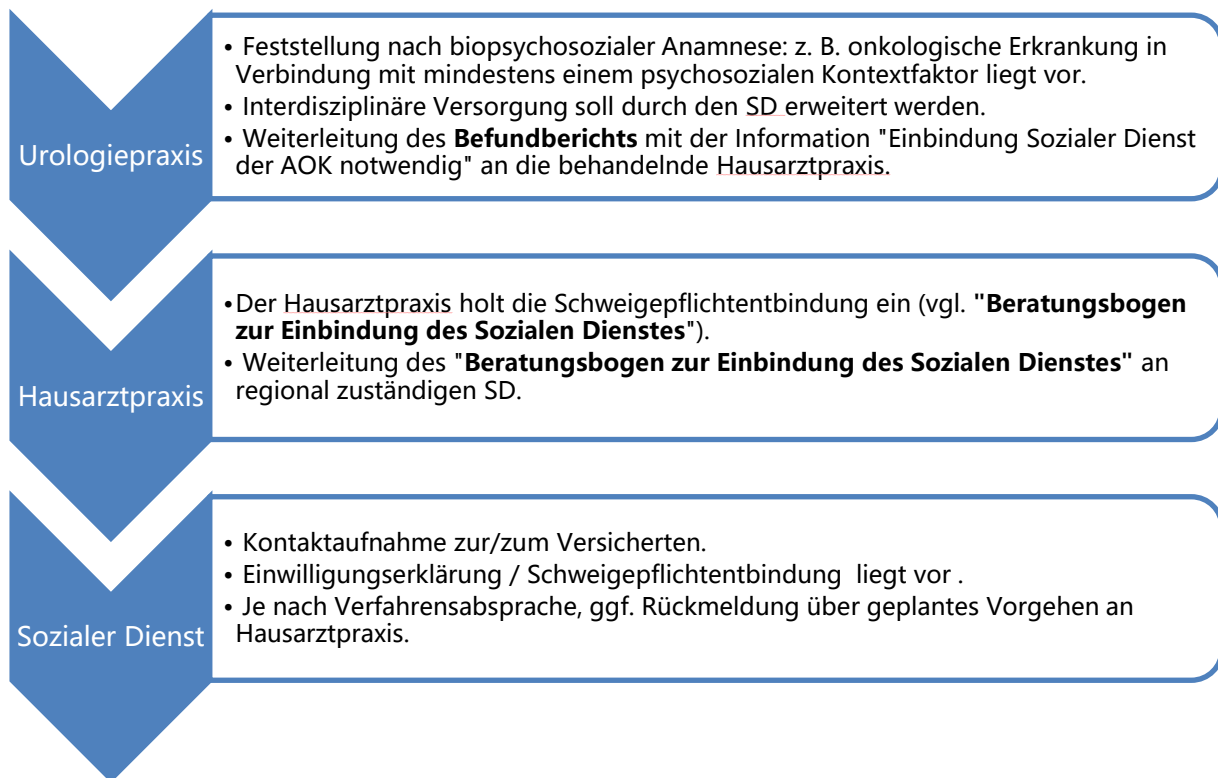 Urologiepraxis
• Feststellung nach biopsychosozialer Anamnese: z. B. onkologische Erkrankung in
Verbindung mit mindestens einem psychosozialen Kontextfaktor liegt vor.
• Interdisziplinäre Versorgung soll durch den SD erweitert werden.
• Weiterleitung des Befundberichts mit der Information "Einbindung Sozialer Dienst
der AOK notwendig" an die behandelnde Hausarztpraxis.
Hausarztpraxis
•Der Hausarztpraxis holt die Schweigepflichtentbindung ein (vgl. "Beratungsbogen
zur Einbindung des Sozialen Dienstes").
• Weiterleitung des "Beratungsbogen zur Einbindung des Sozialen Dienstes" an
regional zuständigen SD.
Sozialer Dienst
• Kontaktaufnahme zur/zum Versicherten.
• Einwilligungserklärung / Schweigepflichtentbindung  liegt vor .
• Je nach Verfahrensabsprache, ggf. Rückmeldung über geplantes Vorgehen an
Hausarztpraxis.